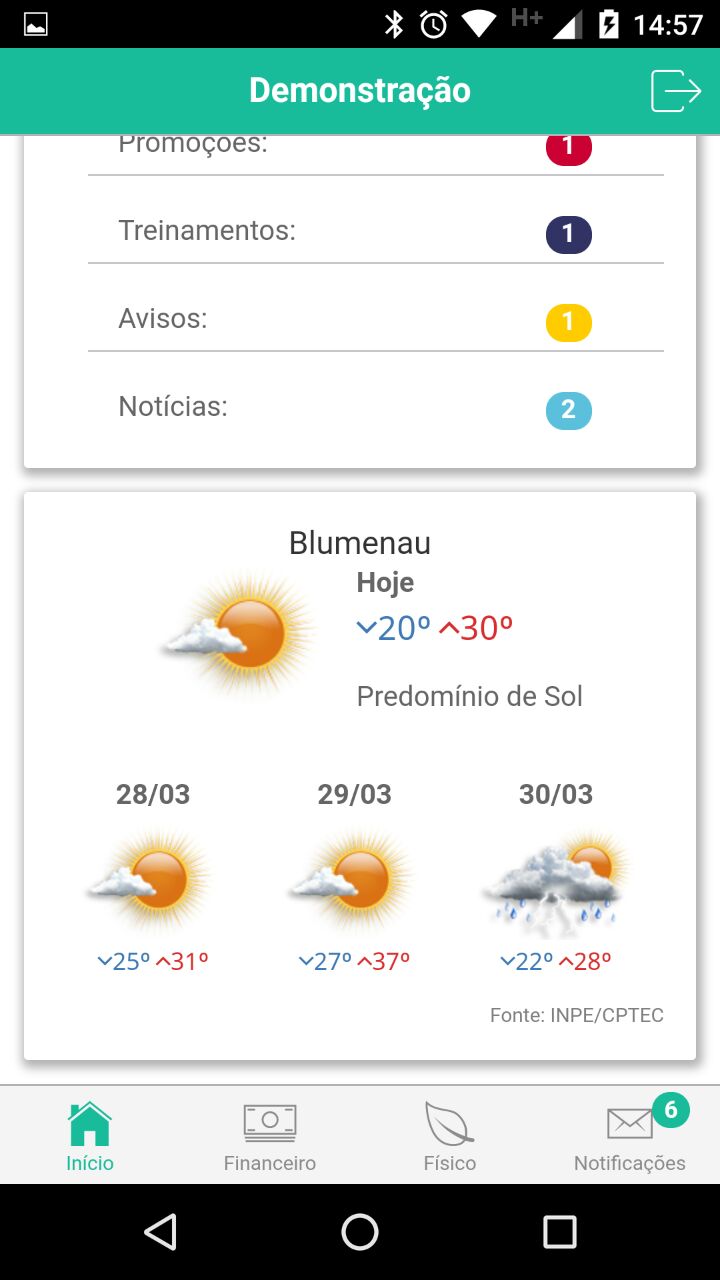 H+ 14:57
Demonstração
Promoções: 1
Treinamentos: 1
Avisos: 1
Notícias: 2
Blumenau
Hoje
20º 30º
Predomínio de Sol
28/03 29/03 30/03
25º 31º 27º 37º 22º 28º
Fonte: INPE/CPTEC
6
Início Financeiro Físico Notificações